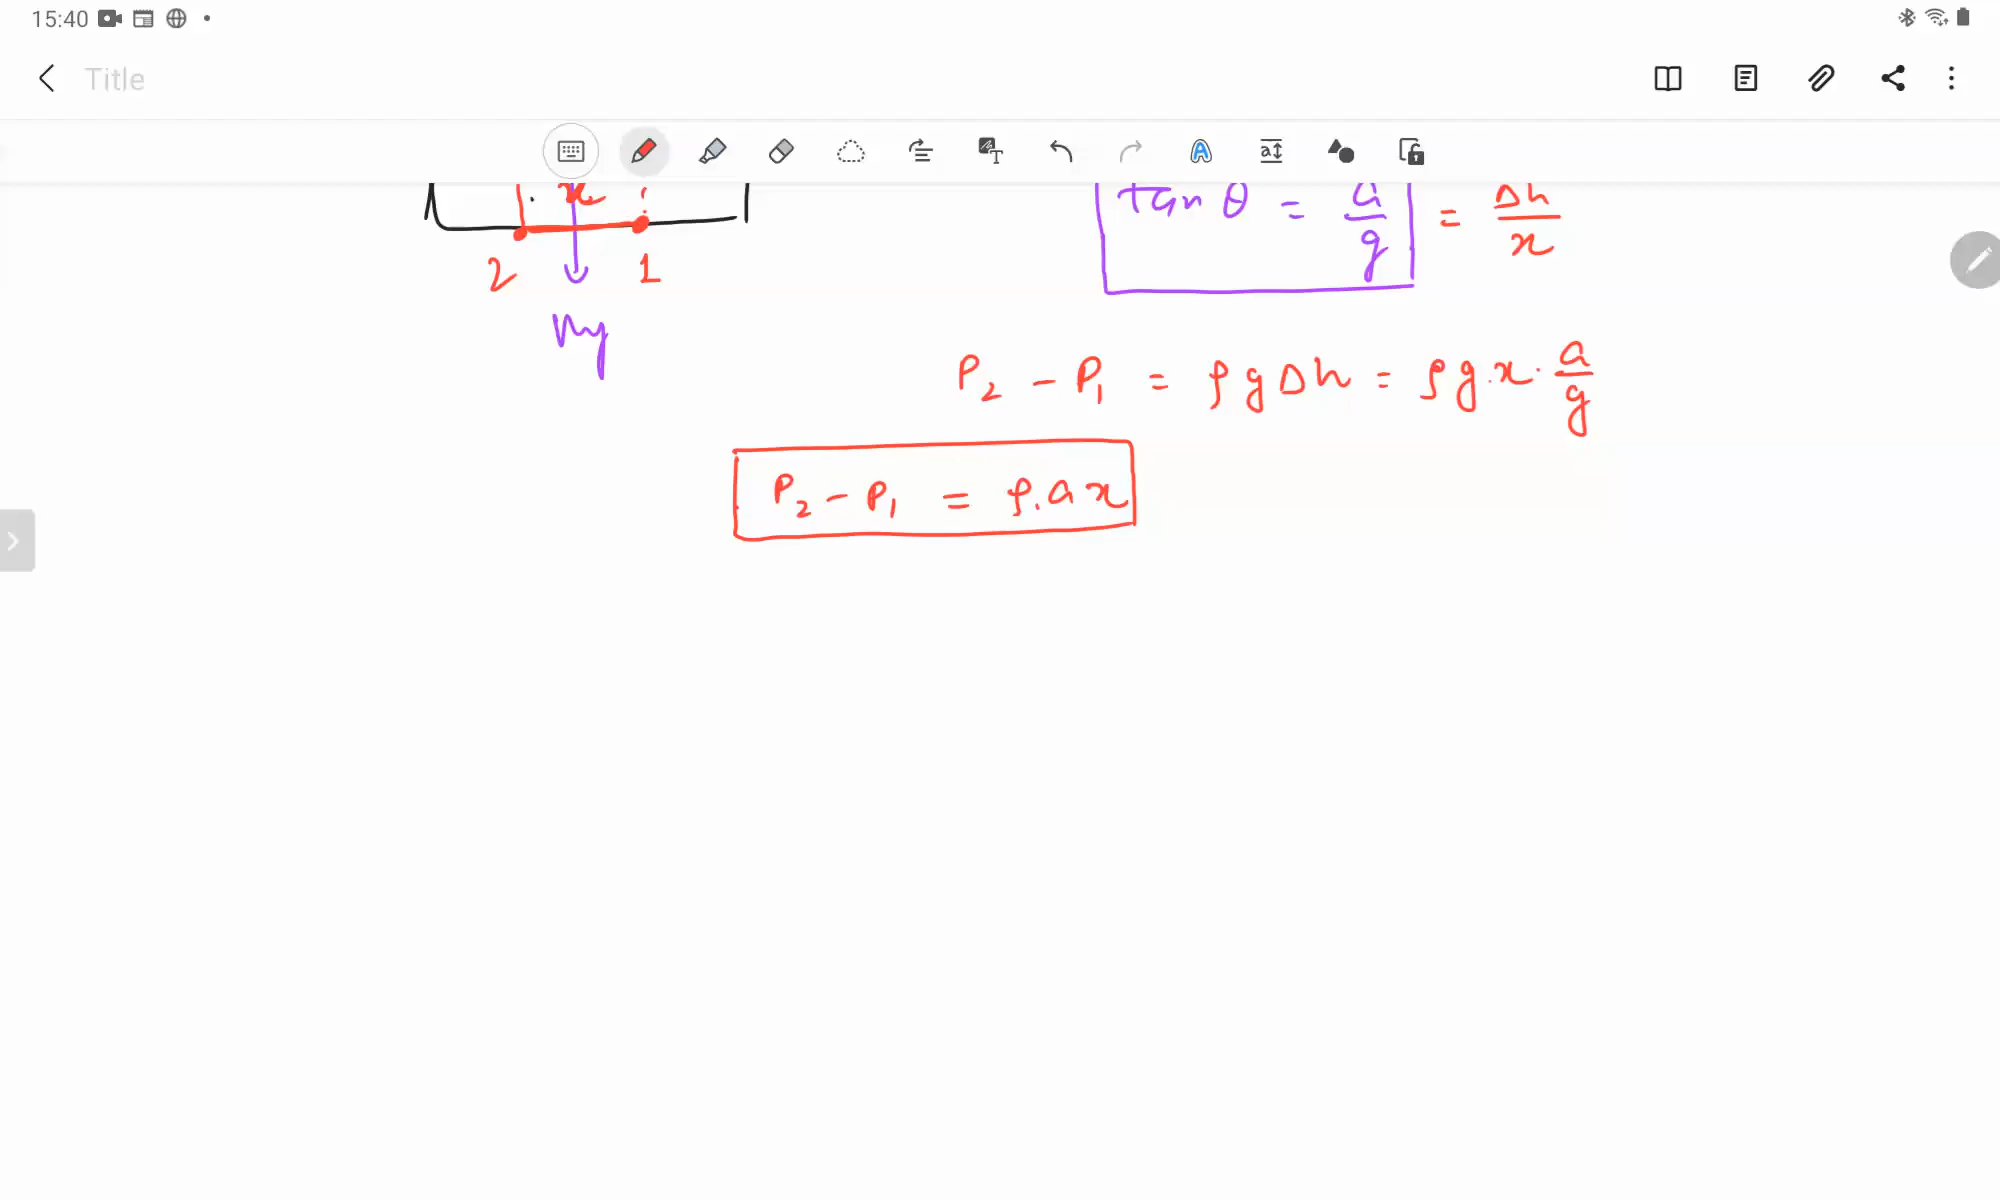 15:40
Title
x
tan θ = a/g = Δh/x
2 1
mg
P₂ - P₁ = ρgΔh = ρg.x.a/g
P₂ - P₁ = ρ.ax